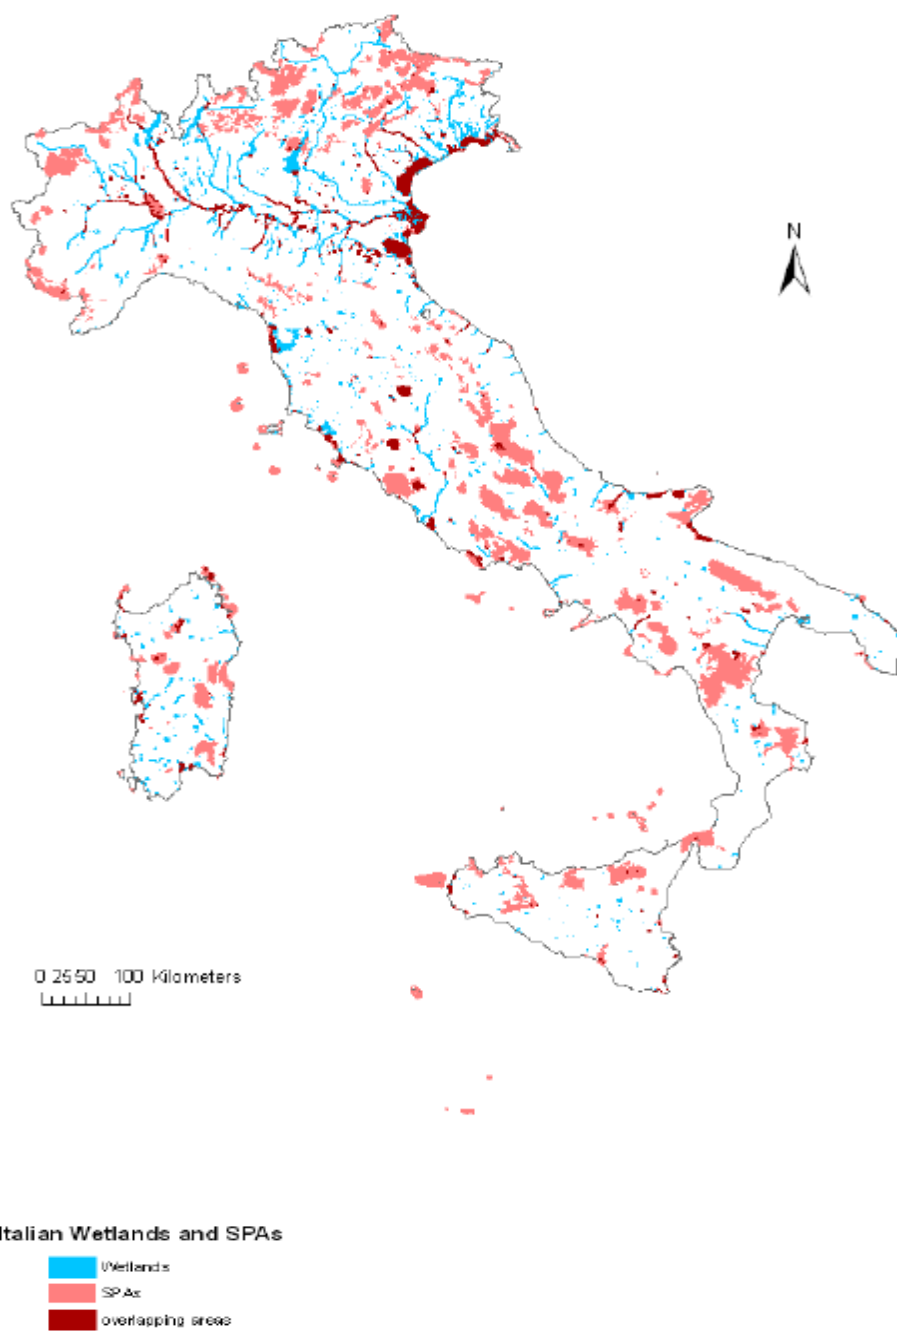 N
0 25 50 100 Kilometers
Italian Wetlands and SPAs
Wetlands
SPAs
overlapping areas